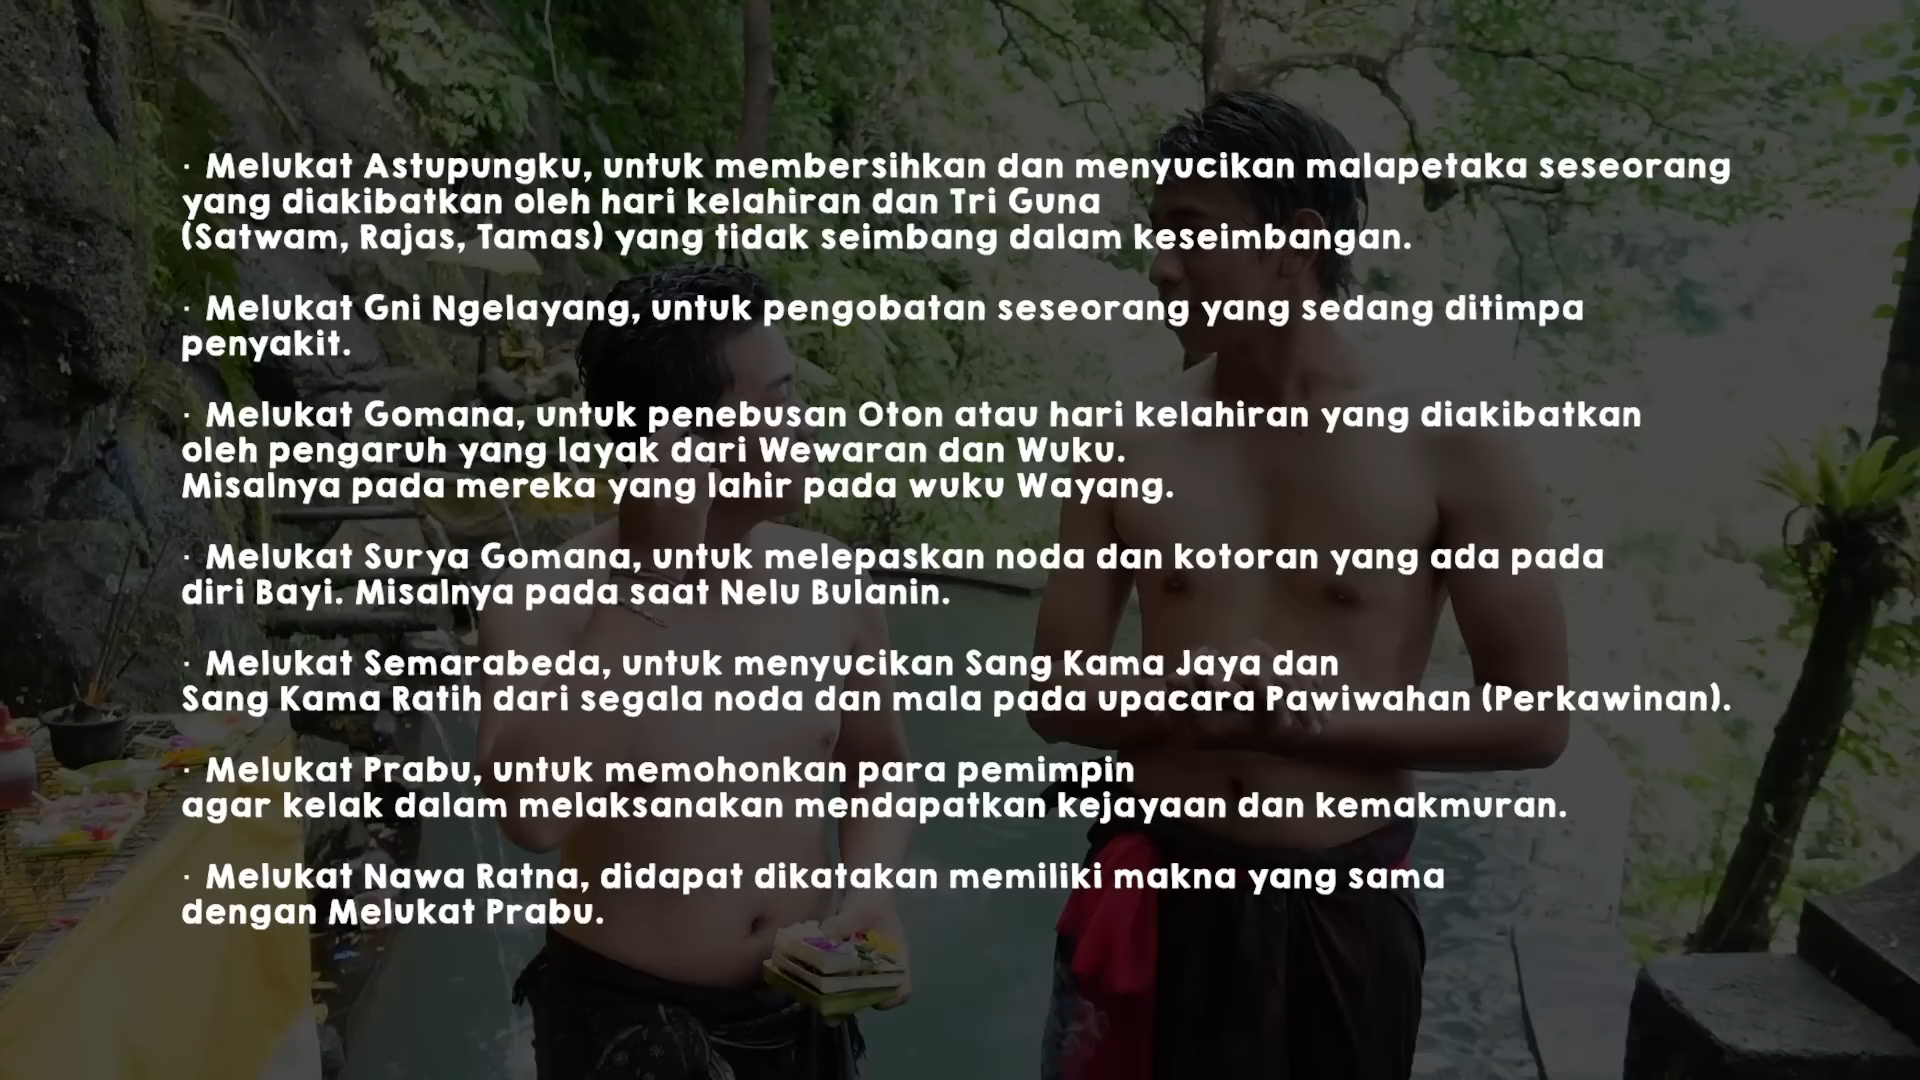 · Melukat Astupungku, untuk membersihkan dan menyucikan malapetaka seseorang
yang diakibatkan oleh hari kelahiran dan Tri Guna
(Satwam, Rajas, Tamas) yang tidak seimbang dalam keseimbangan.
· Melukat Gni Ngelayang, untuk pengobatan seseorang yang sedang ditimpa
penyakit.
· Melukat Gomana, untuk penebusan Oton atau hari kelahiran yang diakibatkan
oleh pengaruh yang layak dari Wewaran dan Wuku.
Misalnya pada mereka yang lahir pada wuku Wayang.
· Melukat Surya Gomana, untuk melepaskan noda dan kotoran yang ada pada
diri Bayi. Misalnya pada saat Nelu Bulanin.
· Melukat Semarabeda, untuk menyucikan Sang Kama Jaya dan
Sang Kama Ratih dari segala noda dan mala pada upacara Pawiwahan (Perkawinan).
· Melukat Prabu, untuk memohonkan para pemimpin
agar kelak dalam melaksanakan mendapatkan kejayaan dan kemakmuran.
· Melukat Nawa Ratna, didapat dikatakan memiliki makna yang sama
dengan Melukat Prabu.